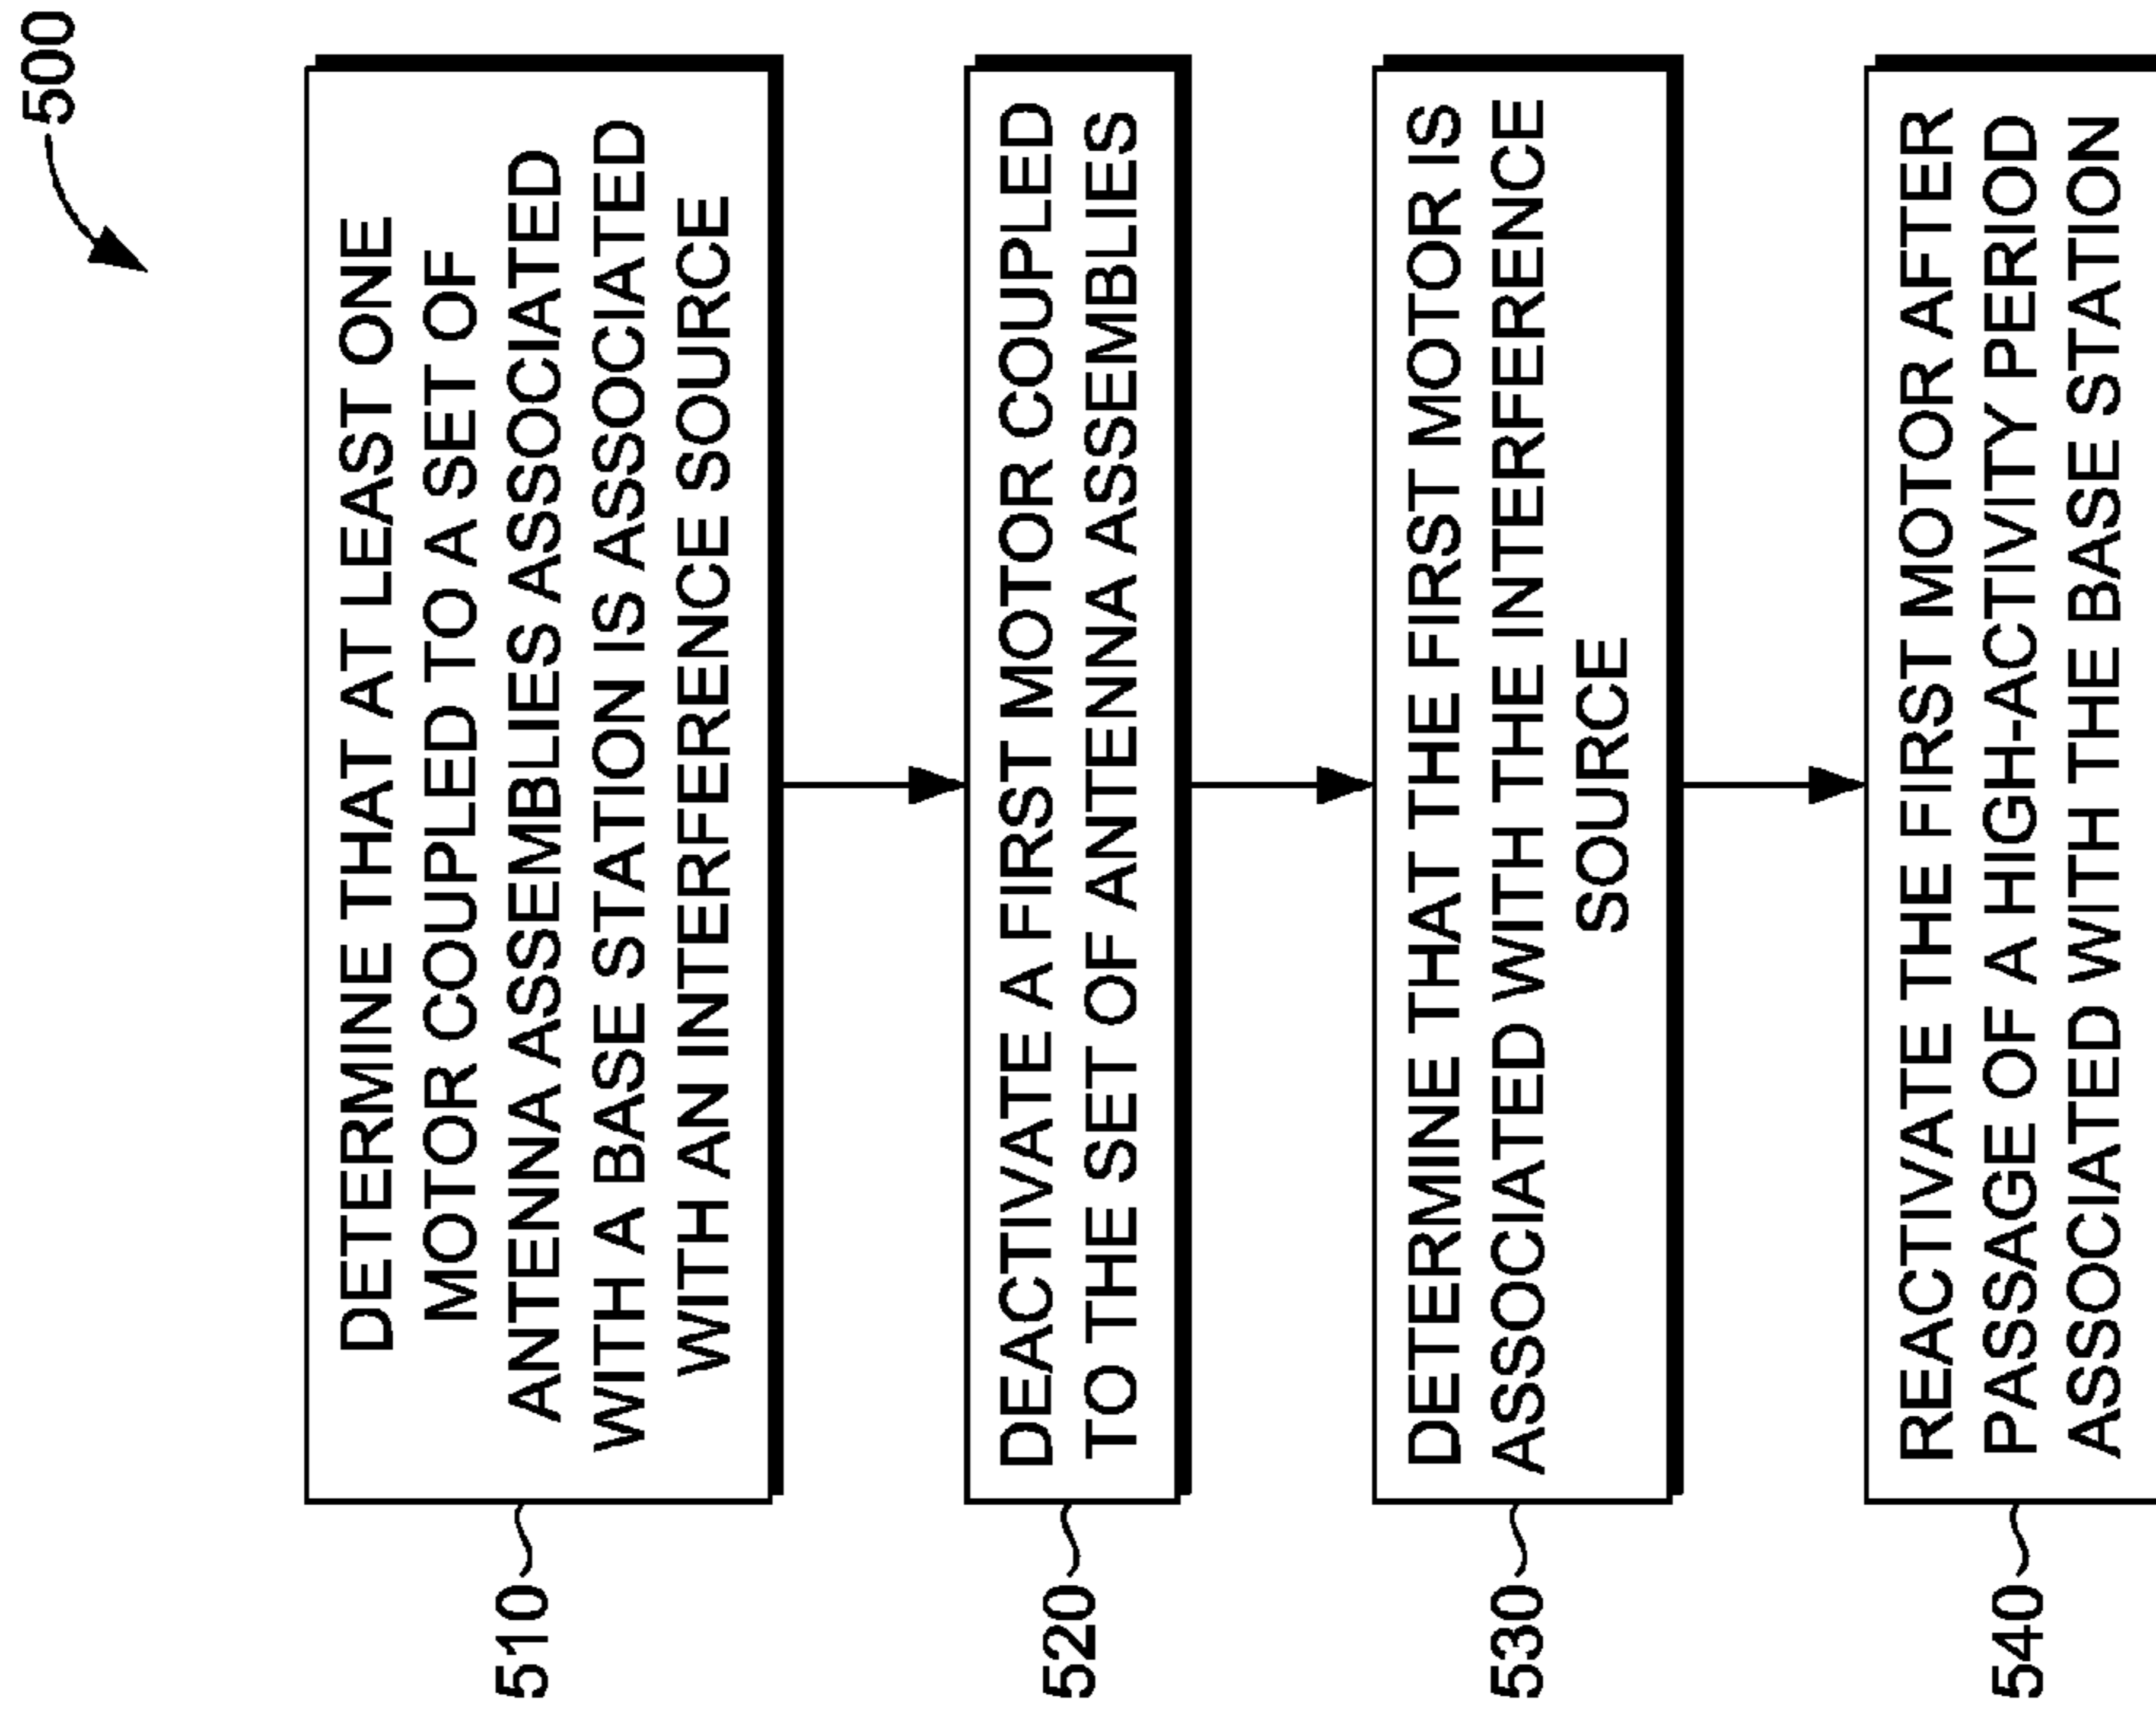 500
DETERMINE THAT AT LEAST ONE
MOTOR COUPLED TO A SET OF
ANTENNA ASSEMBLIES ASSOCIATED
WITH A BASE STATION IS ASSOCIATED
WITH AN INTERFERENCE SOURCE
510
DEACTIVATE A FIRST MOTOR COUPLED
TO THE SET OF ANTENNA ASSEMBLIES
520
DETERMINE THAT THE FIRST MOTOR IS
ASSOCIATED WITH THE INTERFERENCE
SOURCE
530
REACTIVATE THE FIRST MOTOR AFTER
PASSAGE OF A HIGH-ACTIVITY PERIOD
ASSOCIATED WITH THE BASE STATION
540